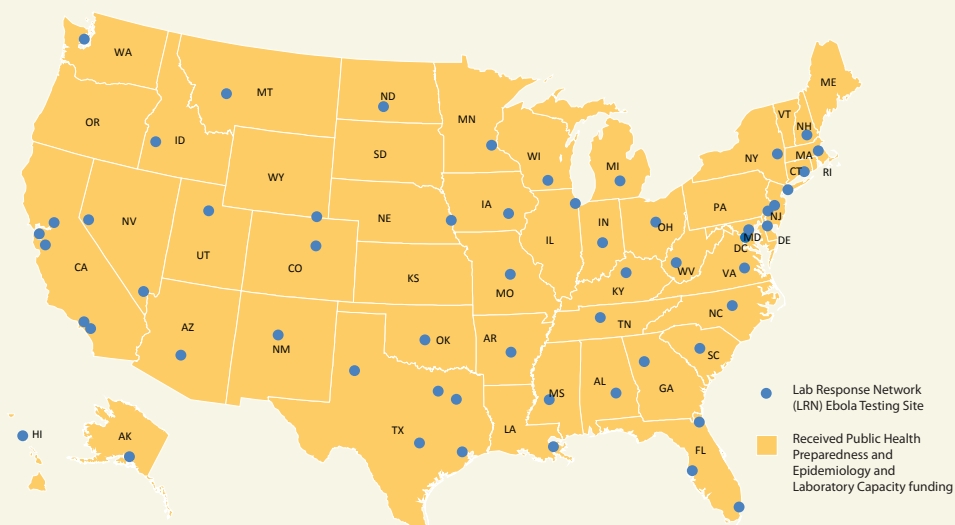 WA
MT
ND
MN
ME
VT
NH
OR
ID
SD
WI
MI
NY
MA
CT
RI
WY
NE
IA
PA
NJ
NV
UT
CO
KS
IL
IN
OH
MD
DE
DC
CA
MO
KY
WV
VA
AZ
NM
OK
AR
TN
NC
SC
MS
AL
GA
TX
LA
FL
HI
AK
Lab Response Network
(LRN) Ebola Testing Site
Received Public Health
Preparedness and
Epidemiology and
Laboratory Capacity funding